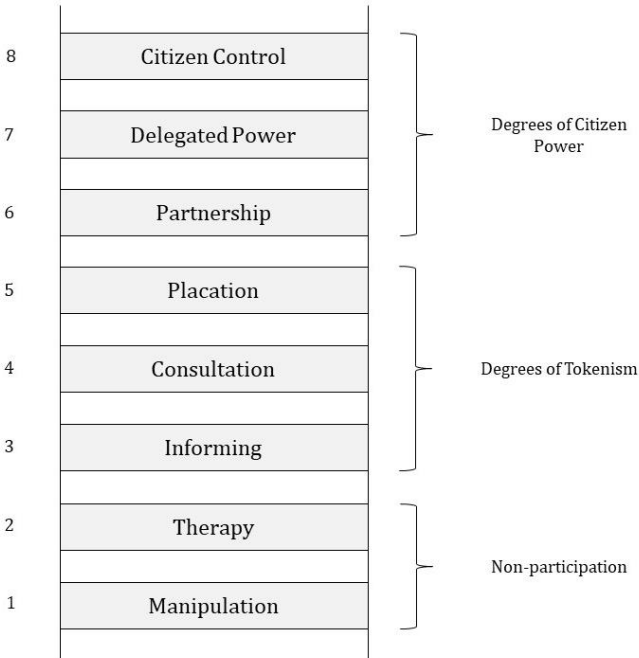 8
Citizen Control
7
Delegated Power
Degrees of Citizen
Power
6
Partnership
5
Placation
4
Consultation
Degrees of Tokenism
3
Informing
2
Therapy
Non-participation
1
Manipulation